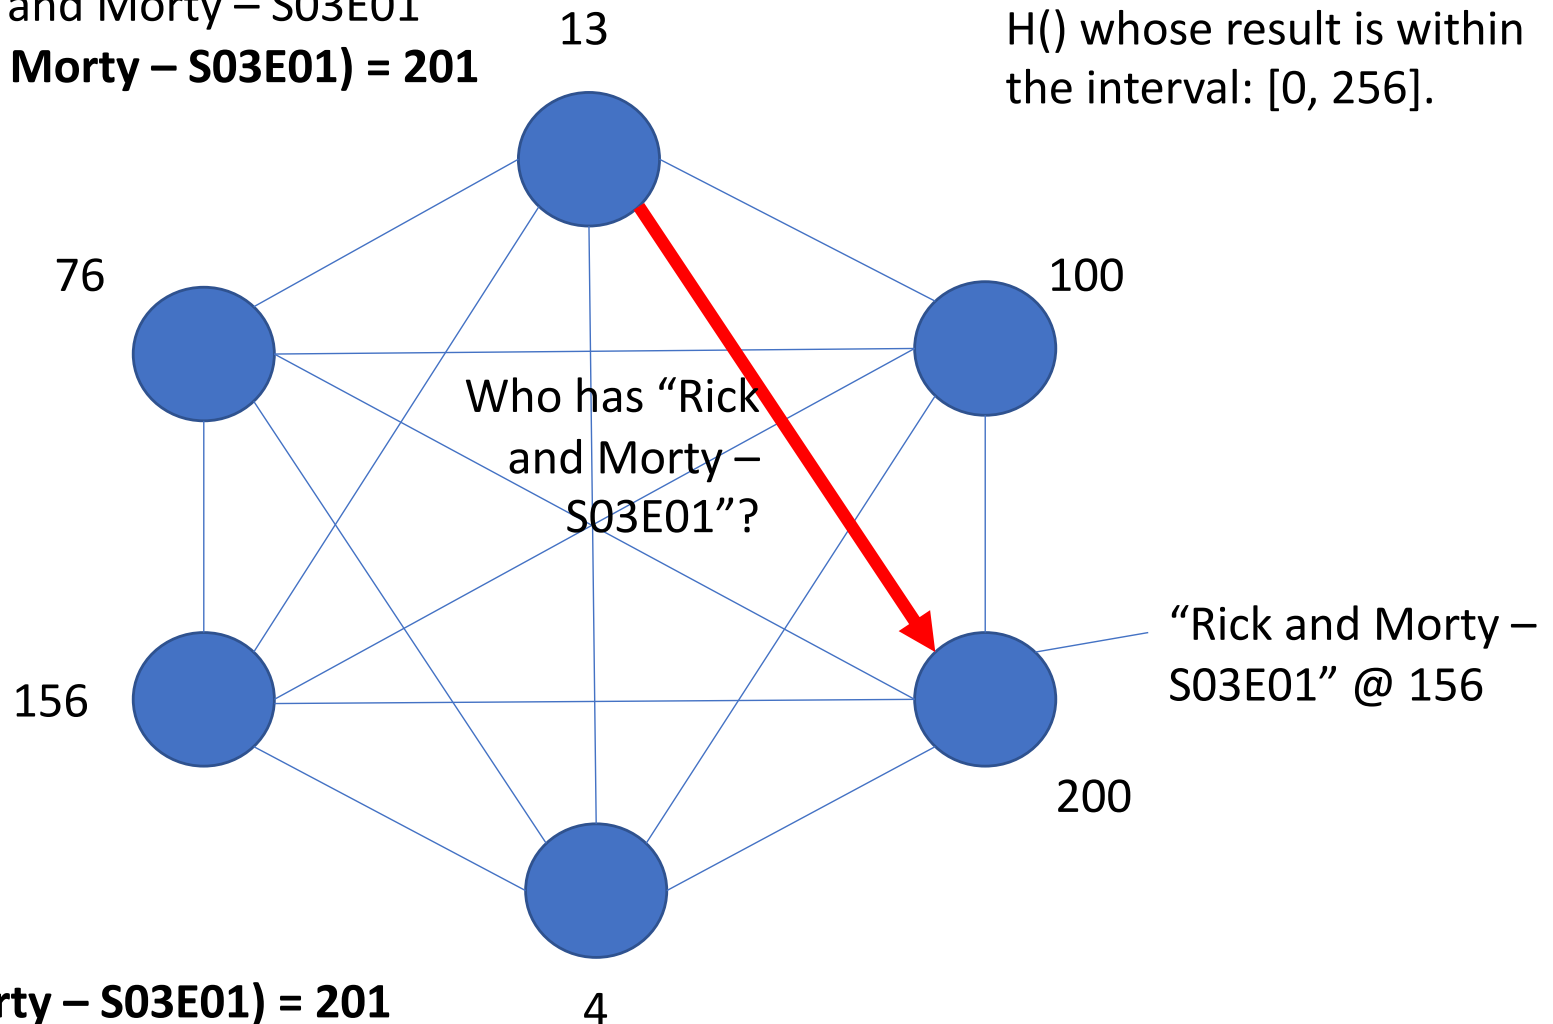 and Morty – S03E01
Morty – S03E01) = 201
13
H() whose result is within
the interval: [0, 256].
76
100
Who has “Rick
and Morty –
S03E01”?
“Rick and Morty –
S03E01” @ 156
156
200
rty – S03E01) = 201
4